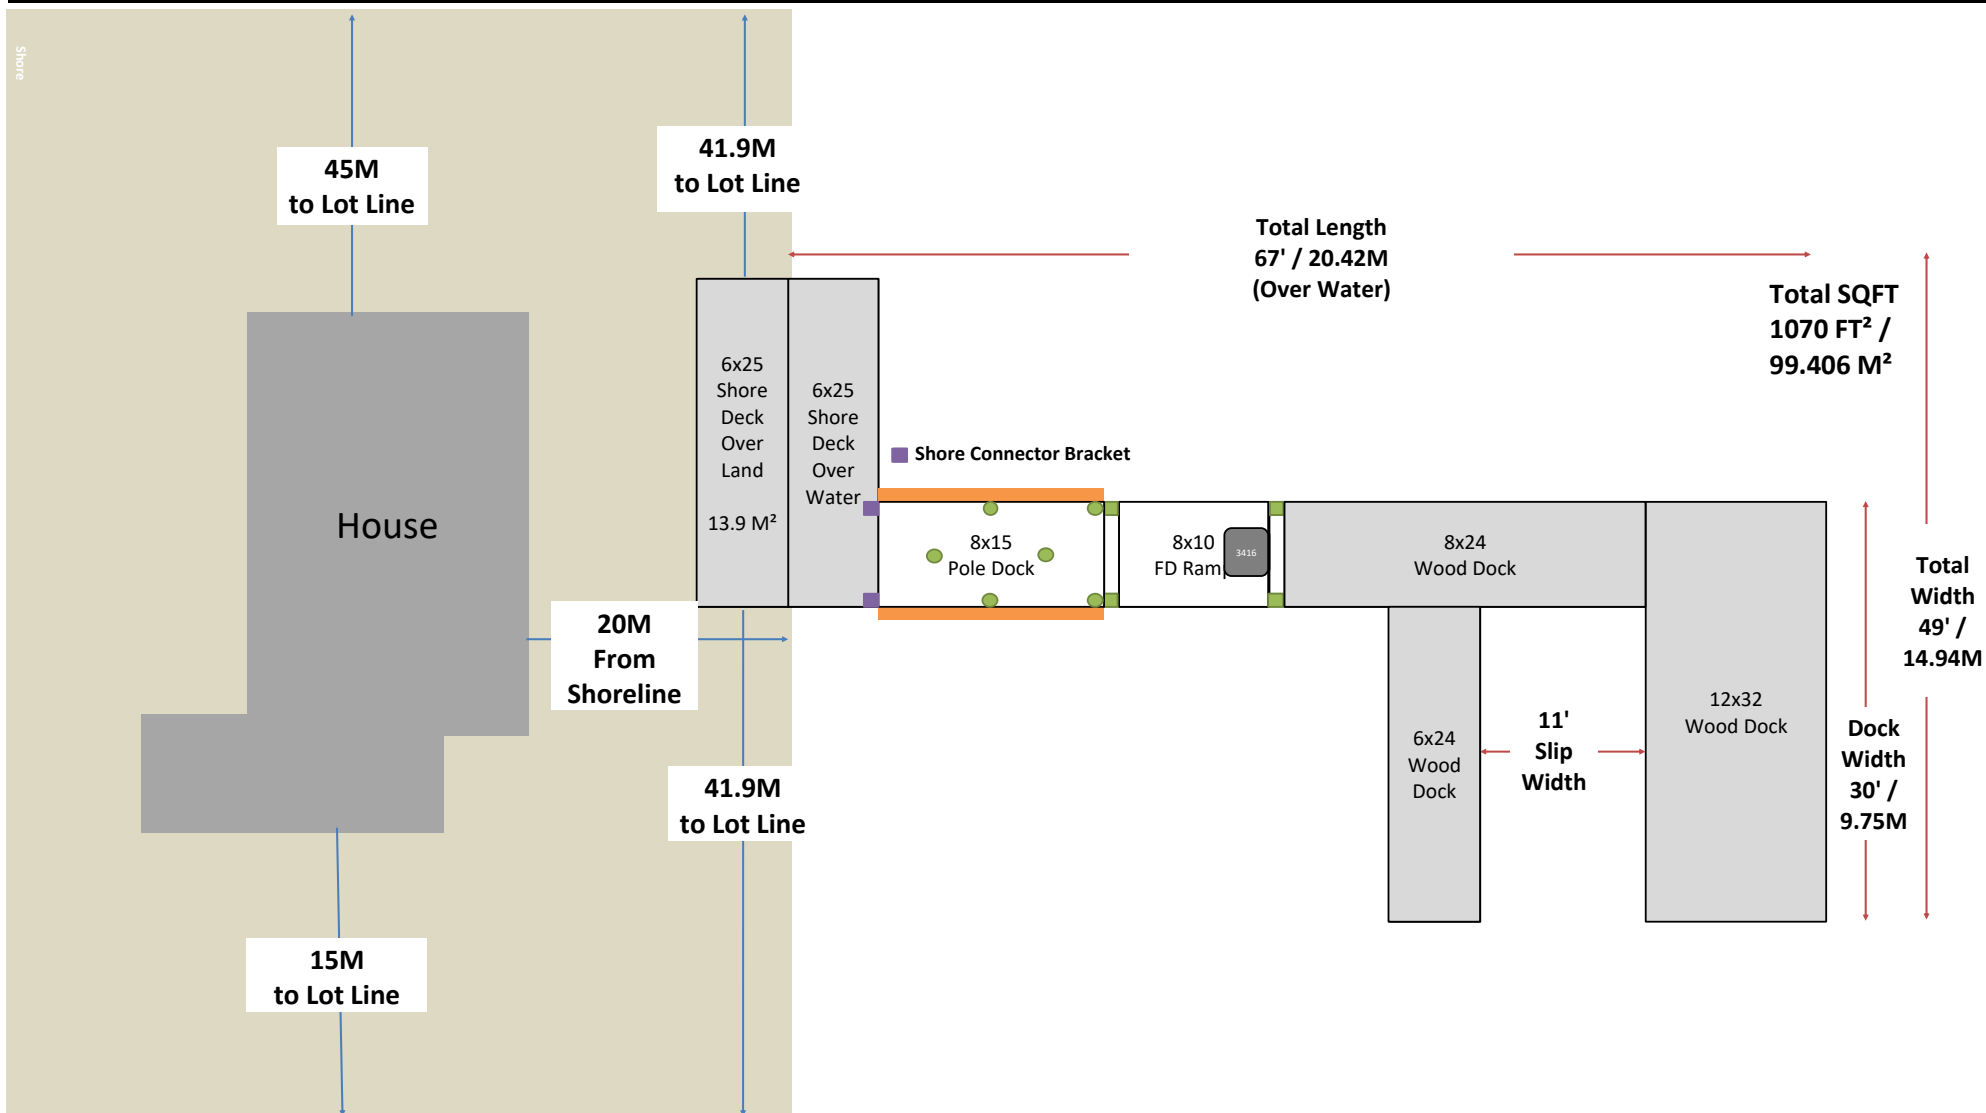 Shore
45M
to Lot Line
41.9M
to Lot Line
Total Length
67' / 20.42M
(Over Water)
Total SQFT
1070 FT² /
99.406 M²
6x25
Shore
Deck
Over
Land
13.9 M²
6x25
Shore
Deck
Over
Water
Shore Connector Bracket
House
8x15
Pole Dock
8x10
FD Ram
3416
8x24
Wood Dock
Total
Width
49' /
14.94M
20M
From
Shoreline
6x24
Wood
Dock
11'
Slip
Width
12x32
Wood Dock
Dock
Width
30' /
9.75M
41.9M
to Lot Line
15M
to Lot Line